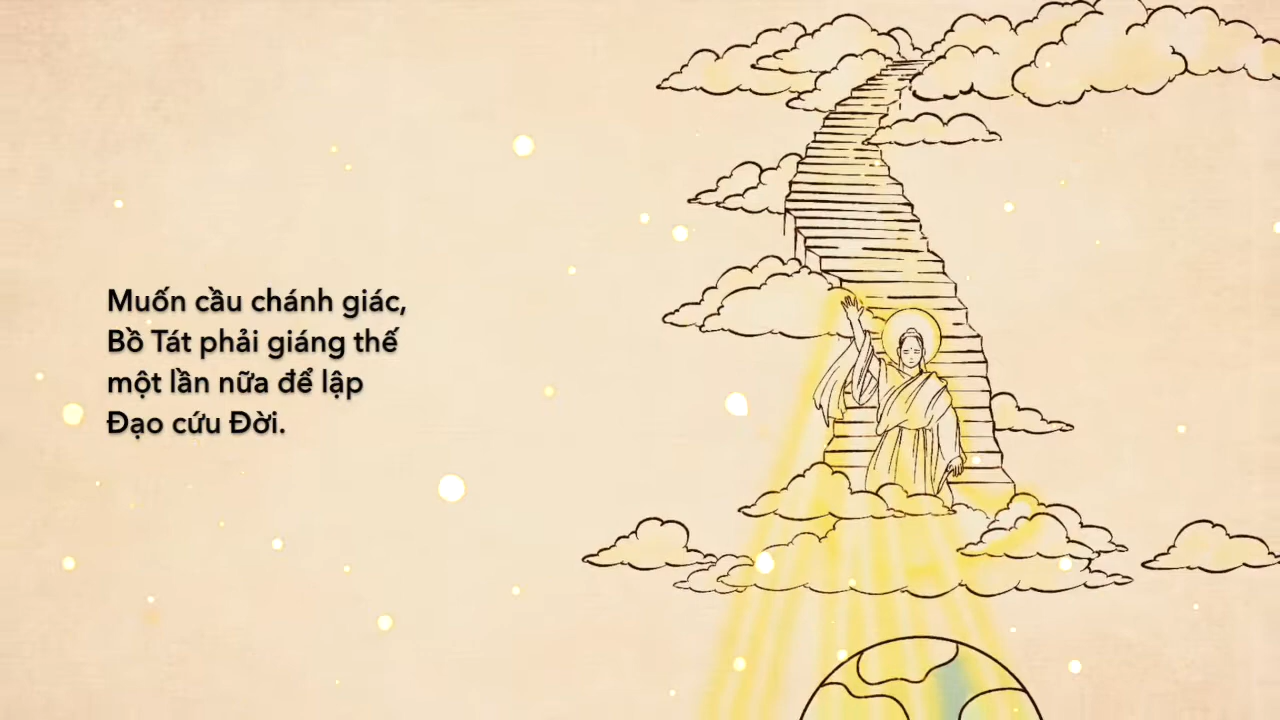 Muốn cầu chánh giác,
Bồ Tát phải giáng thế
một lần nữa để lập
Đạo cứu Đời.